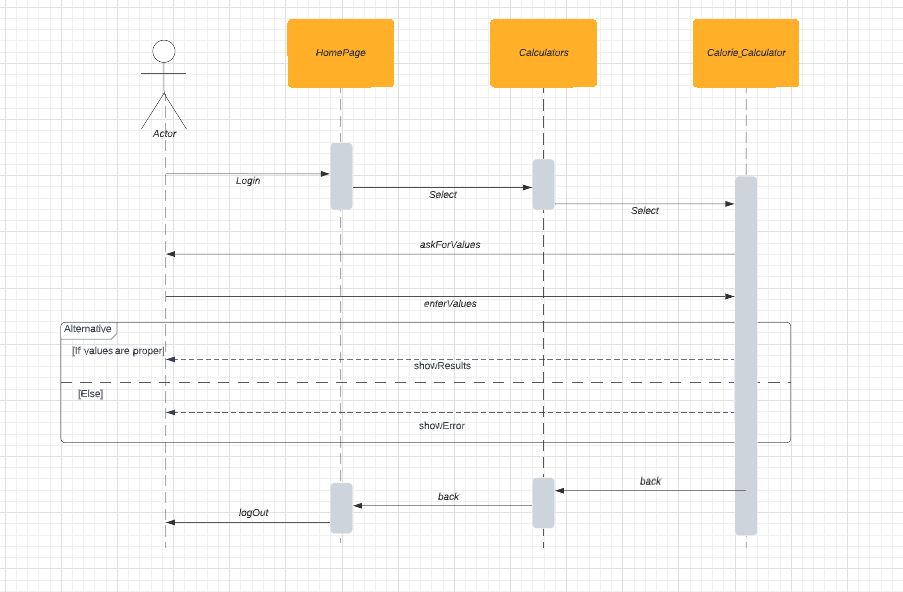 HomePage
Calculators
Calorie_Calculator
Actor
Login
Select
Select
askForValues
enterValues
Alternative
[If values are proper]
showResults
[Else]
showError
back
back
logOut